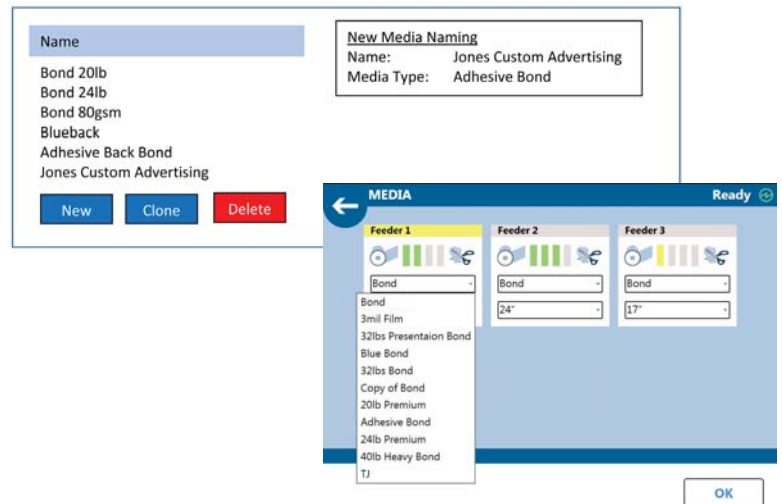 Name
Bond 20lb
Bond 24lb
Bond 80gsm
Blueback
Adhesive Back Bond
Jones Custom Advertising
New Clone Delete
New Media Naming
Name: Jones Custom Advertising
Media Type: Adhesive Bond
MEDIA Ready
Feeder 1 Feeder 2 Feeder 3
Bond Bond Bond
24" 17"
Bond
3mil Film
32lbs Presentaion Bond
Blue Bond
32lbs Bond
Copy of Bond
20lb Premium
Adhesive Bond
24lb Premium
40lb Heavy Bond
TJ
OK